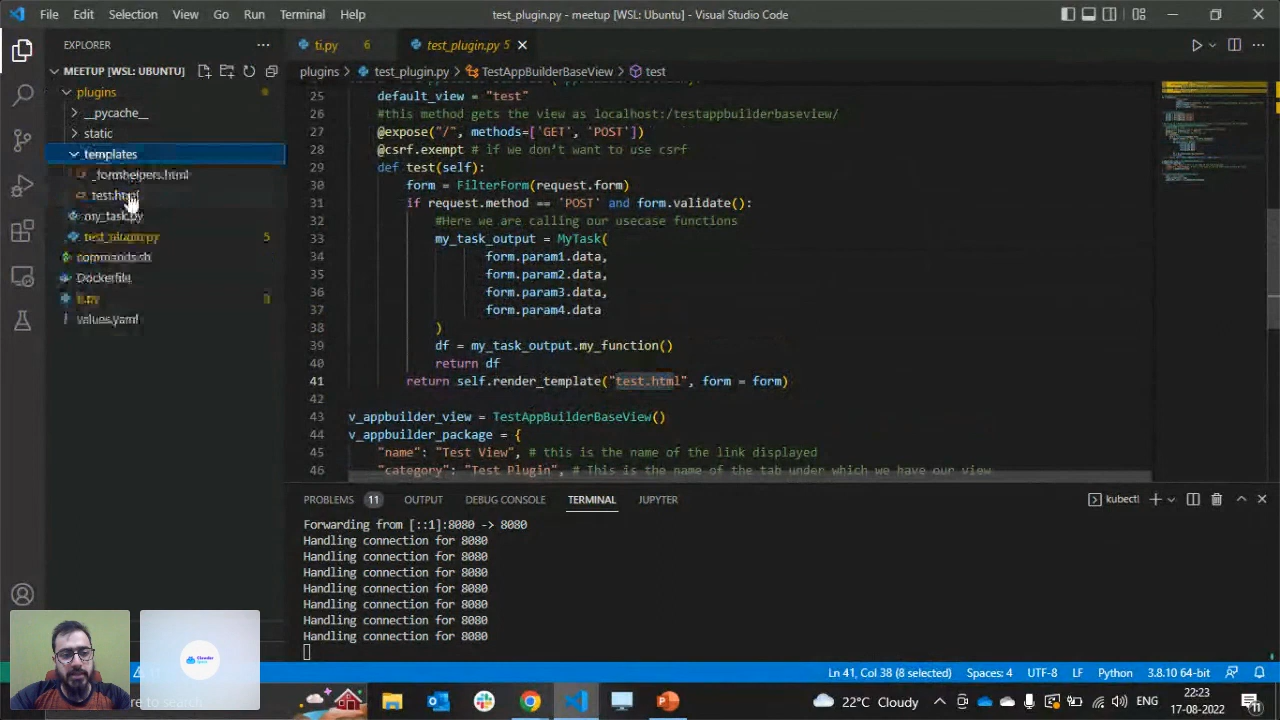 File Edit Selection View Go Run Terminal Help test_plugin.py - meetup [WSL: Ubuntu] - Visual Studio Code
EXPLORER ti.py 6 test_plugin.py 5
MEETUP [WSL: UBUNTU] plugins > test_plugin.py > TestAppBuilderBaseView > test
plugins
__pycache__
static
templates
_formhelpers.html
test.html
my_task.py
test_plugin.py 5
commands.sh
Dockerfile
ti.py
values.yaml
25 default_view = "test"
26 #this method gets the view as localhost:/testappbuilderbaseview/
27 @expose("/", methods=['GET', 'POST'])
28 @csrf.exempt # if we don't want to use csrf
29 def test(self):
30 form = FilterForm(request.form)
31 if request.method == 'POST' and form.validate():
32 #Here we are calling our usecase functions
33 my_task_output = MyTask(
34 form.param1.data,
35 form.param2.data,
36 form.param3.data,
37 form.param4.data
38 )
39 df = my_task_output.my_function()
40 return df
41 return self.render_template("test.html", form = form)
42
43 v_appbuilder_view = TestAppBuilderBaseView()
44 v_appbuilder_package = {
45 "name": "Test View", # this is the name of the link displayed
46 "category": "Test Plugin", # This is the name of the tab under which we have our view
PROBLEMS 11 OUTPUT DEBUG CONSOLE TERMINAL JUPYTER kubectl
Forwarding from [::1]:8080 -> 8080
Handling connection for 8080
Handling connection for 8080
Handling connection for 8080
Handling connection for 8080
Handling connection for 8080
Handling connection for 8080
Handling connection for 8080
Ln 41, Col 38 (8 selected) Spaces: 4 UTF-8 LF Python 3.8.10 64-bit
re to search
22°C Cloudy ENG 22:23
17-08-2022